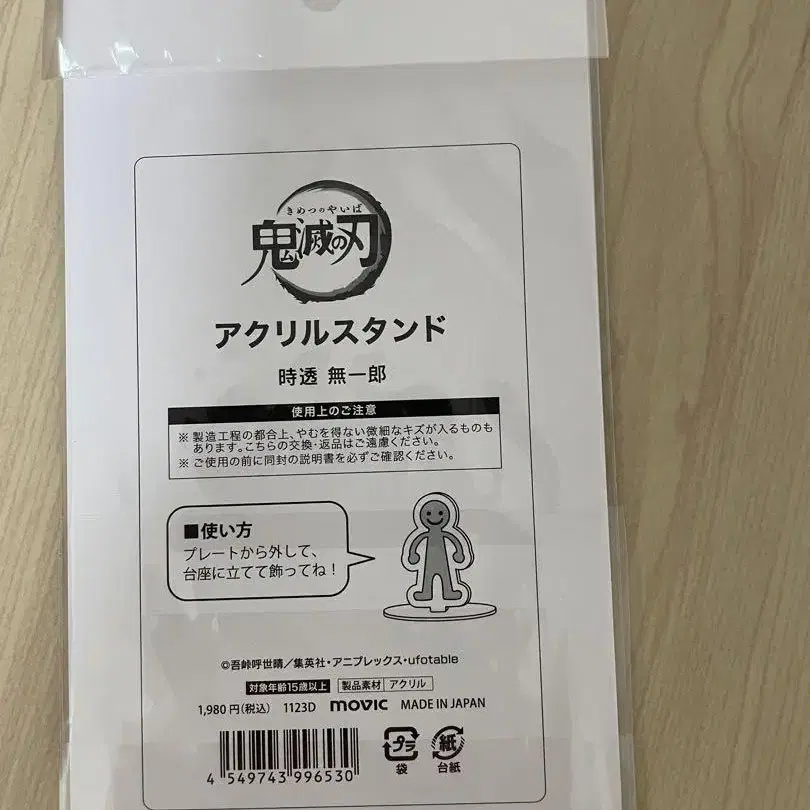 きめつのやいば
鬼滅の刃
アクリルスタンド
時透 無一郎
使用上のご注意
※ 製造工程の都合上、やむを得ない微細なキズが入るものも
あります。こちらの交換・返品はご遠慮ください。
※ ご使用の前に同封の説明書を必ずご確認ください。
■使い方
プレートから外して、
台座に立てて飾ってね！
©吾峠呼世晴／集英社・アニプレックス・ufotable
対象年齢15歳以上 製品素材 アクリル
1,980円(税込) 1123D movic MADE IN JAPAN
プラ 紙
袋 台紙
4 549743 996530